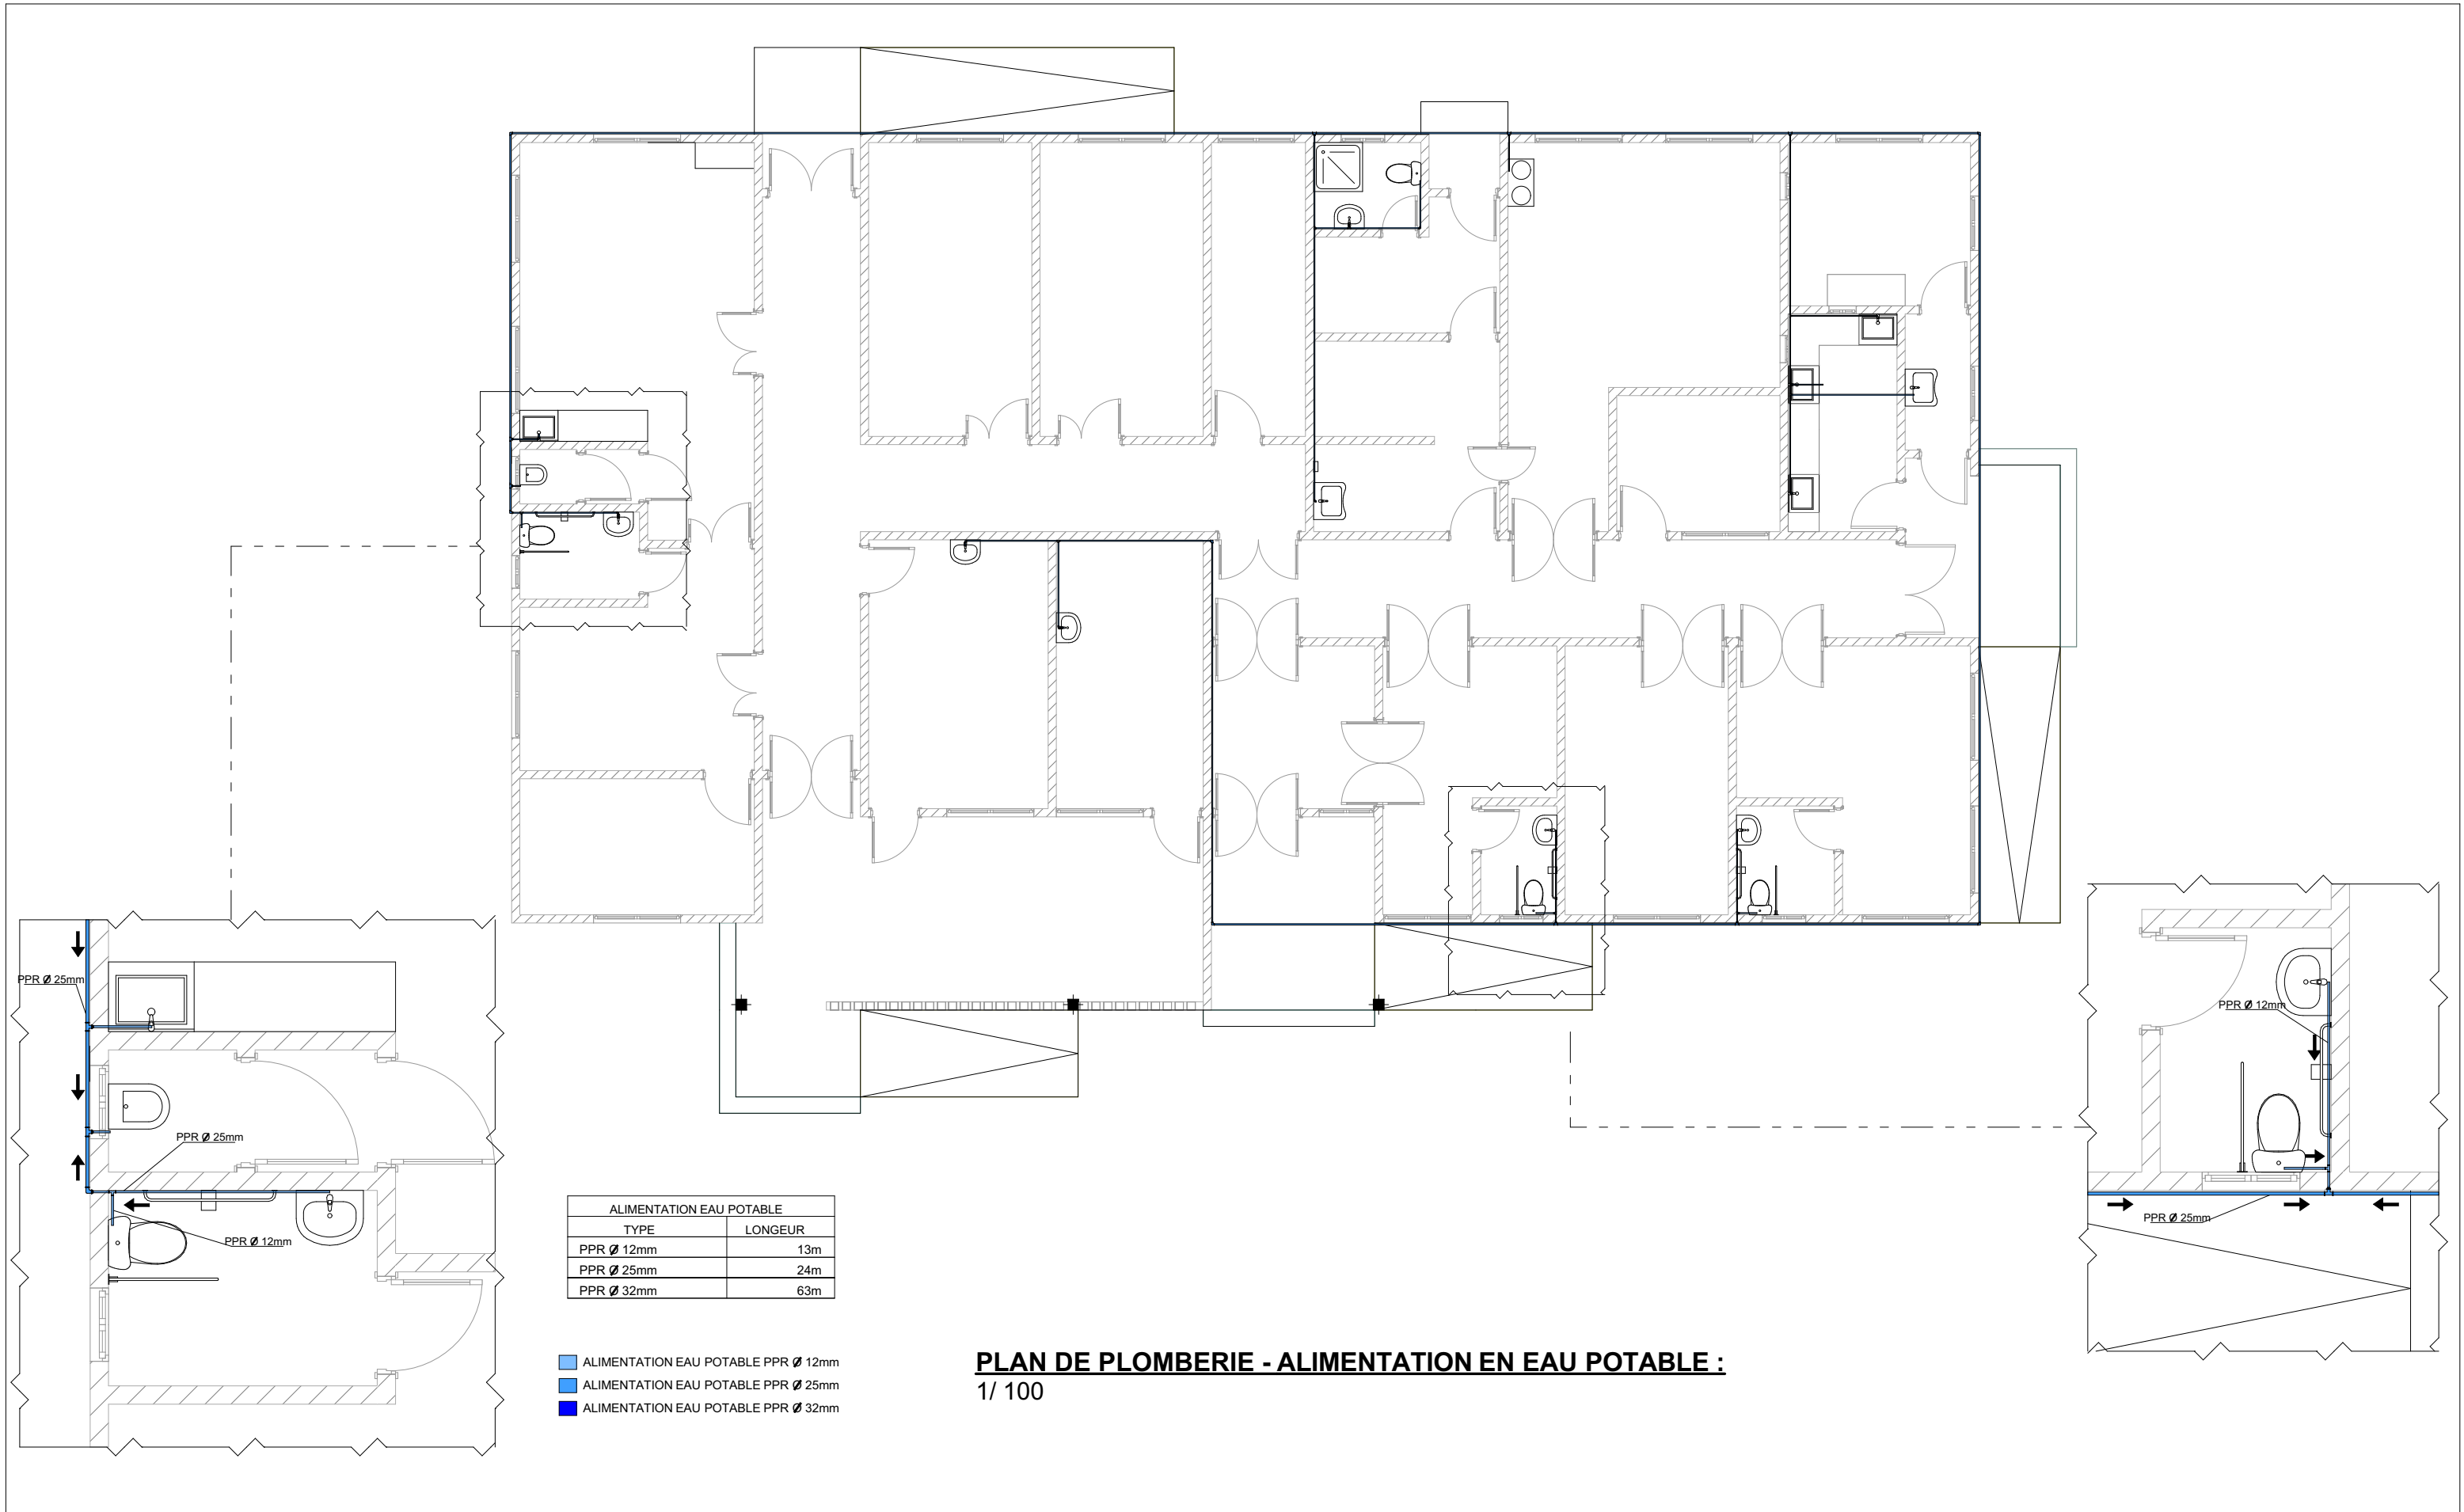 PPR Ø 25mm
PPR Ø 25mm
PPR Ø 12mm
PPR Ø 12mm
PPR Ø 25mm
ALIMENTATION EAU POTABLE
TYPE LONGEUR
PPR Ø 12mm 13m
PPR Ø 25mm 24m
PPR Ø 32mm 63m
ALIMENTATION EAU POTABLE PPR Ø 12mm
ALIMENTATION EAU POTABLE PPR Ø 25mm
ALIMENTATION EAU POTABLE PPR Ø 32mm
PLAN DE PLOMBERIE - ALIMENTATION EN EAU POTABLE :
1/ 100